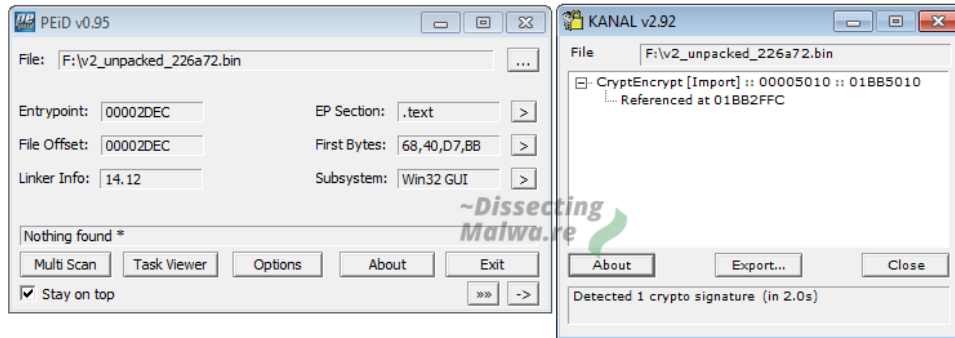 PEiD v0.95
File: F:\v2_unpacked_226a72.bin ...
Entrypoint: 00002DEC EP Section: .text >
File Offset: 00002DEC First Bytes: 68,40,D7,BB >
Linker Info: 14.12 Subsystem: Win32 GUI >
Nothing found *
Multi Scan Task Viewer Options About Exit
Stay on top »» ->
KANAL v2.92
File F:\v2_unpacked_226a72.bin
CryptEncrypt [Import] :: 00005010 :: 01BB5010
Referenced at 01BB2FFC
About Export... Close
Detected 1 crypto signature (in 2.0s)
~Dissecting
Malwa.re